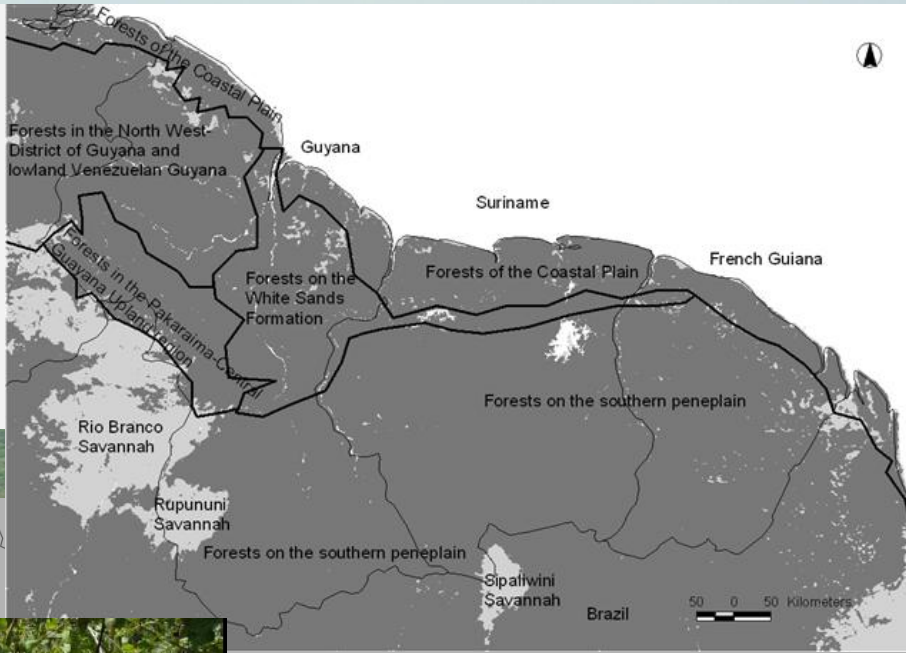 Forests of the Coastal Plain
Forests in the North West-
District of Guyana and
lowland Venezuelan Guyana
Guyana
Suriname
French Guiana
Forests of the Coastal Plain
Forests in the Pakaraima-Central
Guayana Upland region
Forests on the
White Sands
Formation
Forests on the southern peneplain
Rio Branco
Savannah
Rupununi
Savannah
Forests on the southern peneplain
Sipaliwini
Savannah
Brazil
50 0 50 Kilometers